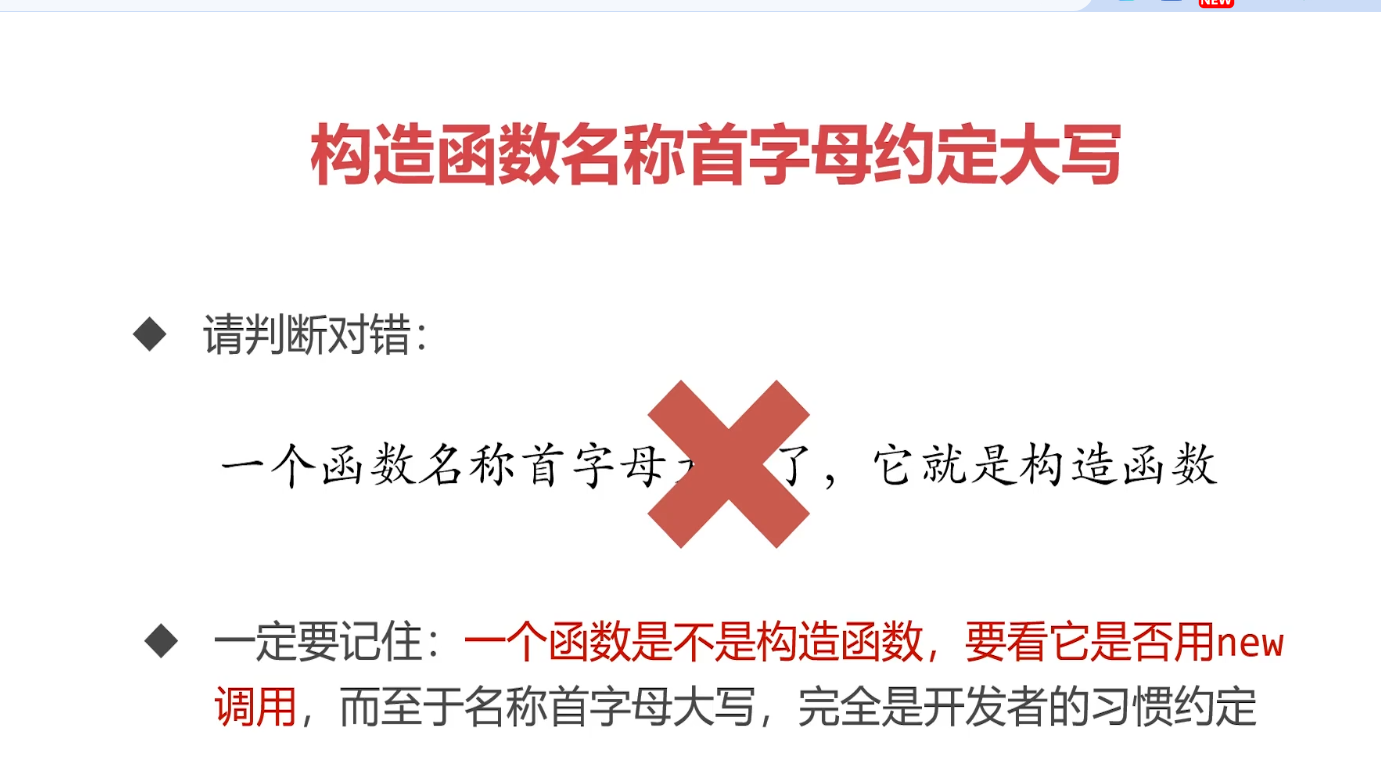 NEW
构造函数名称首字母约定大写
◆ 请判断对错：
一个函数名称首字母 了，它就是构造函数
◆ 一定要记住：一个函数是不是构造函数，要看它是否用new
调用，而至于名称首字母大写，完全是开发者的习惯约定